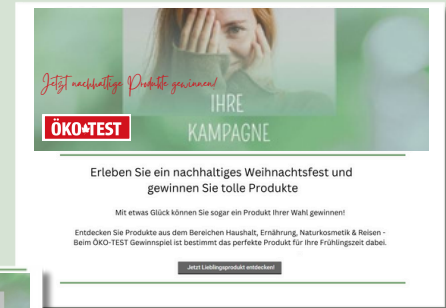 Jetzt nachhaltige Produkte gewinnen!
IHRE
KAMPAGNE
ÖKO TEST
Erleben Sie ein nachhaltiges Weihnachtsfest und
gewinnen Sie tolle Produkte
Mit etwas Glück können Sie sogar ein Produkt Ihrer Wahl gewinnen!
Entdecken Sie Produkte aus dem Bereichen Haushalt, Ernährung, Naturkosmetik & Reisen -
Beim ÖKO-TEST Gewinnspiel ist bestimmt das perfekte Produkt für Ihre Frühlingszeit dabei.
Jetzt Lieblingsprodukt entdecken!